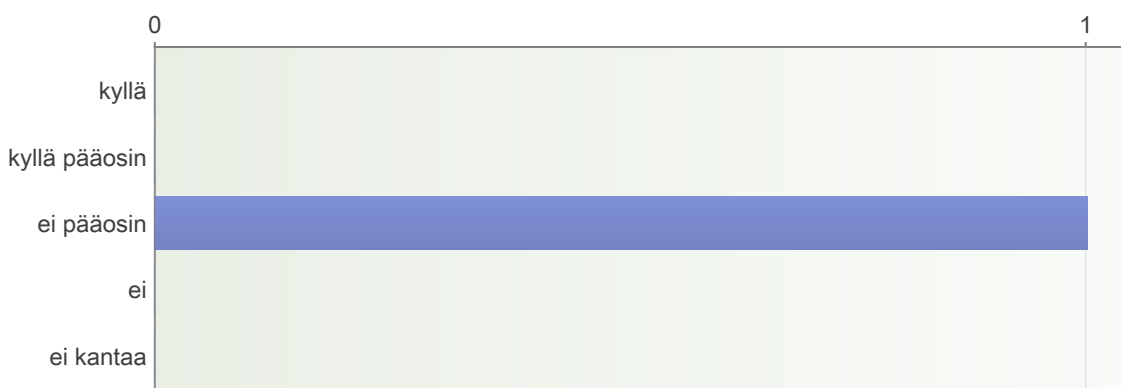 0 1
kyllä
kyllä pääosin
ei pääosin
ei
ei kantaa